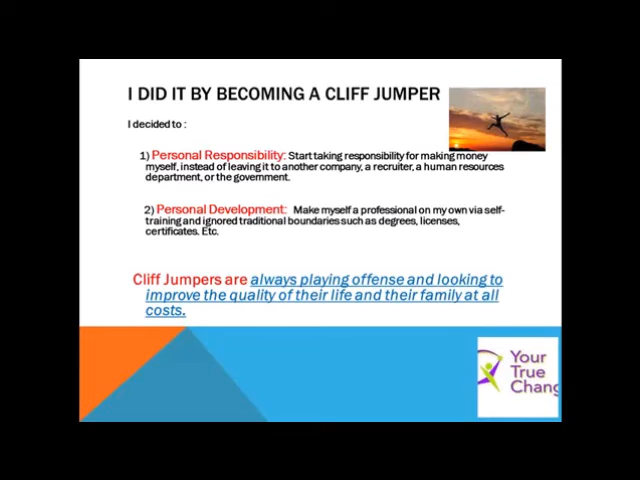 I DID IT BY BECOMING A CLIFF JUMPER
I decided to :
1) Personal Responsibility: Start taking responsibility for making money
myself, instead of leaving it to another company, a recruiter, a human resources
department, or the government.
2) Personal Development: Make myself a professional on my own via self-
training and ignored traditional boundaries such as degrees, licenses,
certificates. Etc.
Cliff Jumpers are always playing offense and looking to
improve the quality of their life and their family at all
costs.
Your
True
Chang